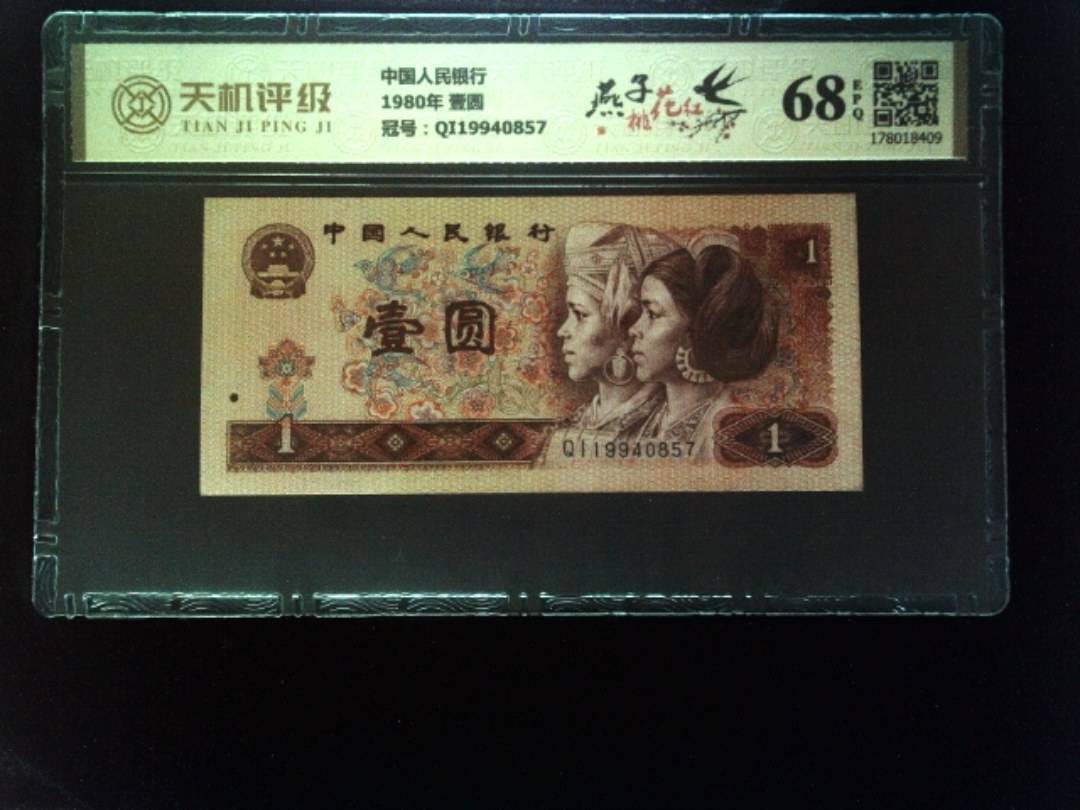 天机评级
TIAN JI PING JI
中国人民银行
1980年 壹圆
冠号：QI19940857
燕子
桃花红
68
EPQ
178018409
中国人民银行
壹圆
1
1
QI19940857
1